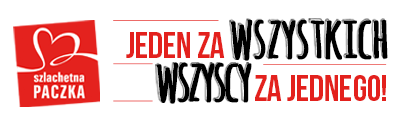 szlachetna
PACZKA
JEDEN ZA WSZYSTKICH
WSZYSCY ZA JEDNEGO!